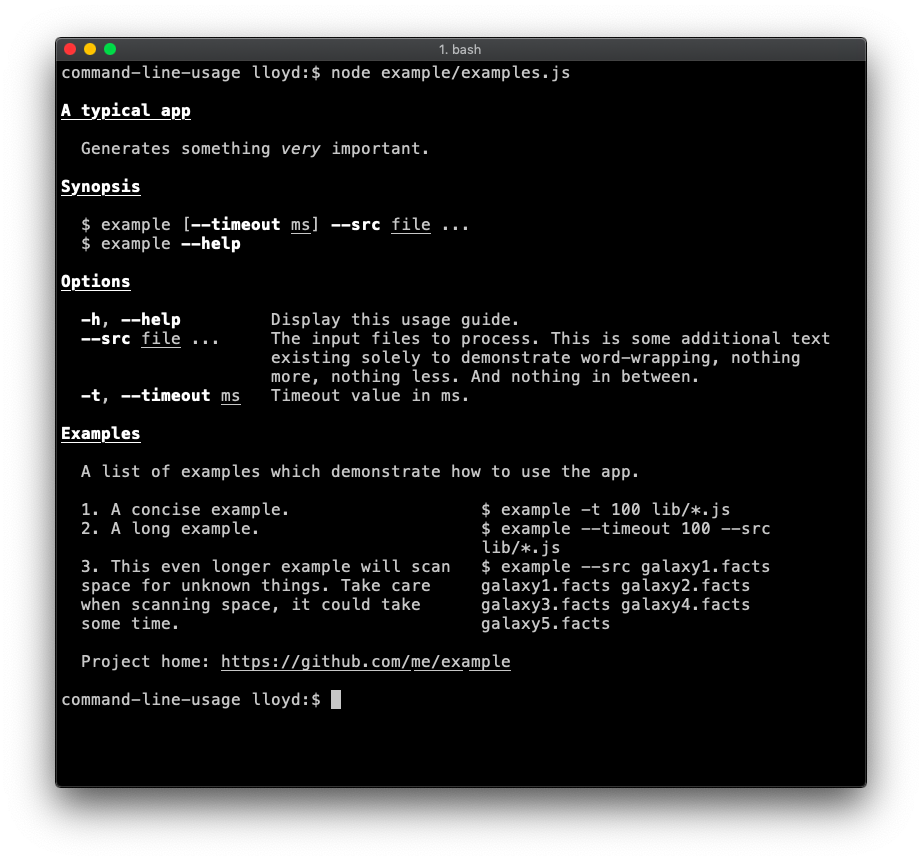 1. bash
command-line-usage lloyd:$ node example/examples.js
A typical app
Generates something very important.
Synopsis
$ example [--timeout ms] --src file ...
$ example --help
Options
-h, --help Display this usage guide.
--src file ... The input files to process. This is some additional text
existing solely to demonstrate word-wrapping, nothing
more, nothing less. And nothing in between.
-t, --timeout ms Timeout value in ms.
Examples
A list of examples which demonstrate how to use the app.
1. A concise example. $ example -t 100 lib/*.js
2. A long example. $ example --timeout 100 --src
lib/*.js
3. This even longer example will scan $ example --src galaxy1.facts
space for unknown things. Take care galaxy1.facts galaxy2.facts
when scanning space, it could take galaxy3.facts galaxy4.facts
some time. galaxy5.facts
Project home: https://github.com/me/example
command-line-usage lloyd:$